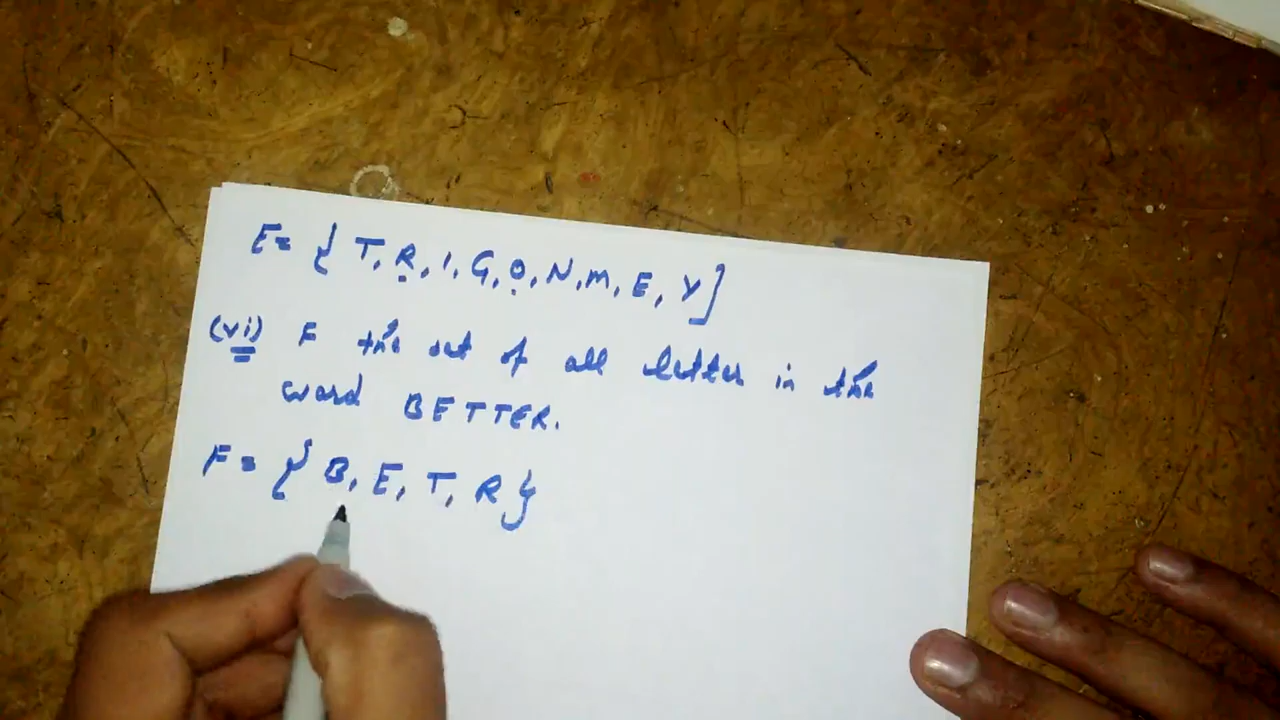 E= { T, R, I, G, O, N, M, E, Y]
(vi) F the set of all letter in the
word BETTER.
F = { B, E, T, R }